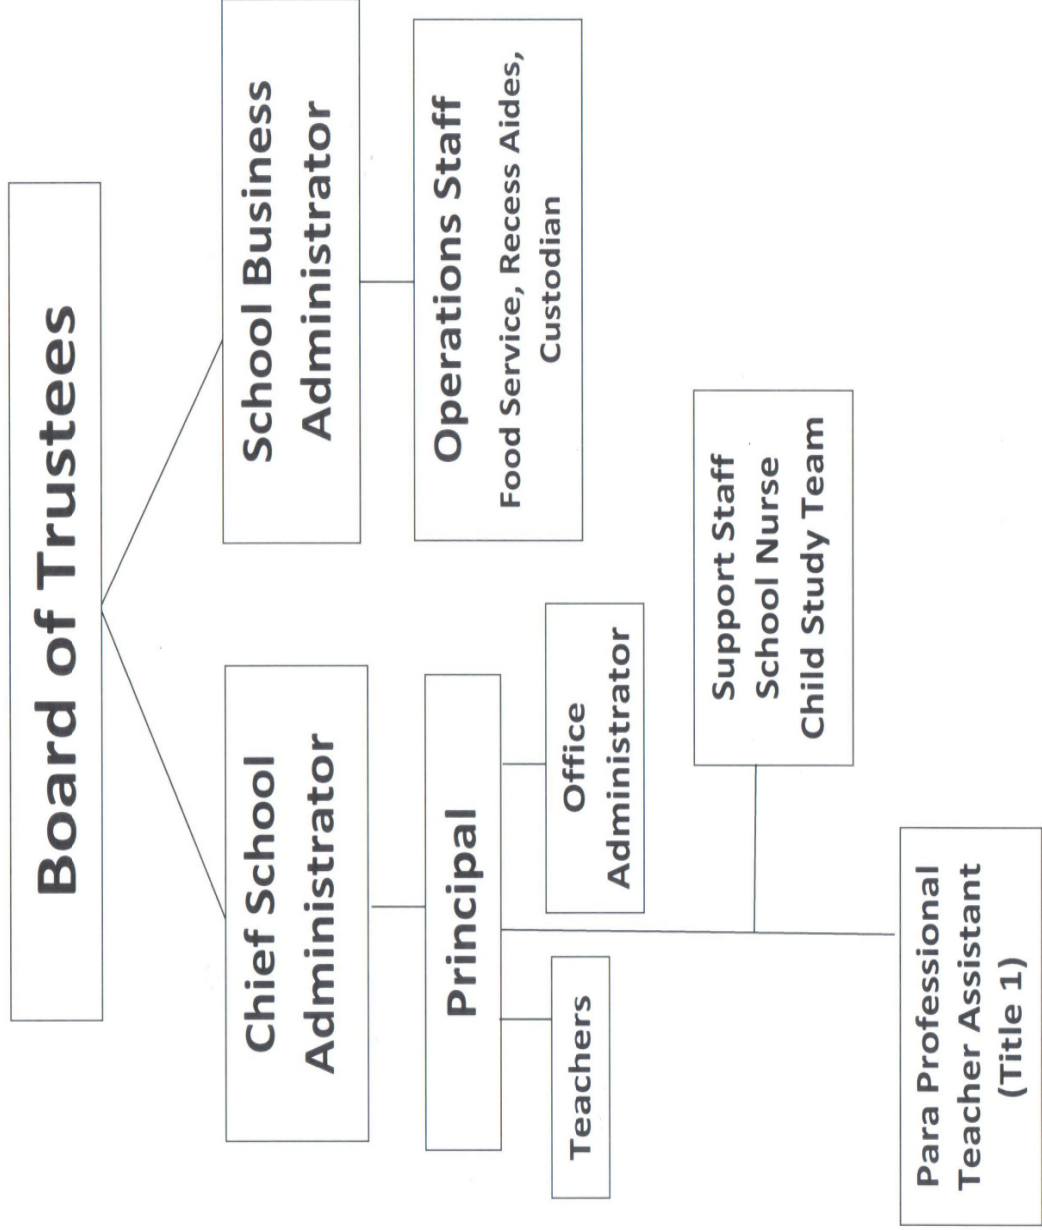 Board of Trustees
Chief School
Administrator
School Business
Administrator
Principal
Operations Staff
Food Service, Recess Aides,
Custodian
Teachers
Office
Administrator
Support Staff
School Nurse
Child Study Team
Para Professional
Teacher Assistant
(Title 1)